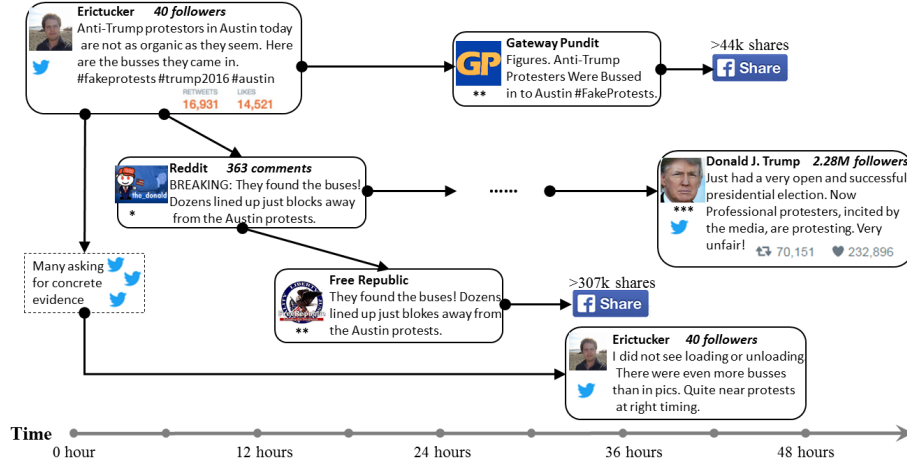 Erictucker 40 followers
Anti-Trump protestors in Austin today
are not as organic as they seem. Here
are the busses they came in.
#fakeprotests #trump2016 #austin
RETWEETS LIKES
16,931 14,521
Gateway Pundit
GP
Figures. Anti-Trump
Protesters Were Bussed
in to Austin #FakeProtests.
**
>44k shares
f Share
Reddit 363 comments
the_donald
BREAKING: They found the buses!
Dozens lined up just blocks away
from the Austin protests.
*
......
Donald J. Trump 2.28M followers
Just had a very open and successful
presidential election. Now
Professional protesters, incited by
the media, are protesting. Very
unfair!
***
70,151 232,896
Many asking
for concrete
evidence
Free Republic
They found the buses! Dozens
lined up just blokes away from
the Austin protests.
**
>307k shares
f Share
Erictucker 40 followers
I did not see loading or unloading
There were even more busses
than in pics. Quite near protests
at right timing.
Time
0 hour 12 hours 24 hours 36 hours 48 hours